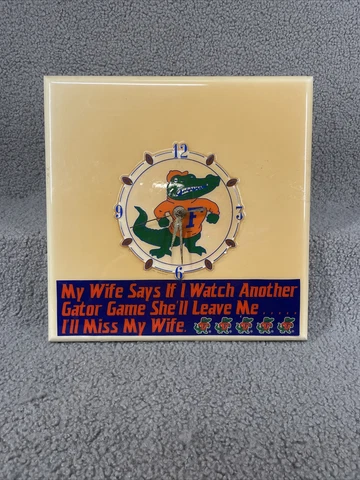 12
9
3
F
6
My Wife Says If I Watch Another
Gator Game She'll Leave Me . . . . .
I'll Miss My Wife.